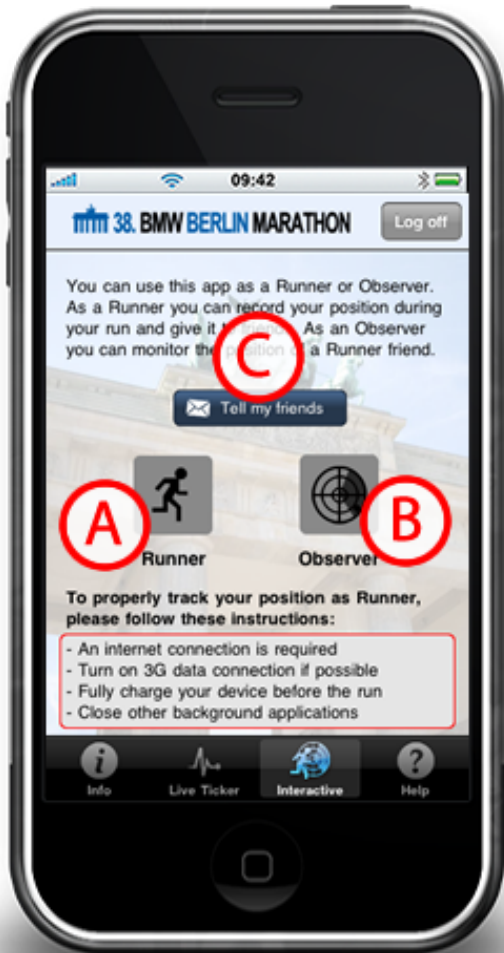 09:42
38. BMW BERLIN MARATHON
Log off
You can use this app as a Runner or Observer.
As a Runner you can record your position during
your run and give it to friends. As an Observer
you can monitor the position of a Runner friend.
C
Tell my friends
A
B
Runner
Observer
To properly track your position as Runner,
please follow these instructions:
- An internet connection is required
- Turn on 3G data connection if possible
- Fully charge your device before the run
- Close other background applications
Info
Live Ticker
Interactive
Help